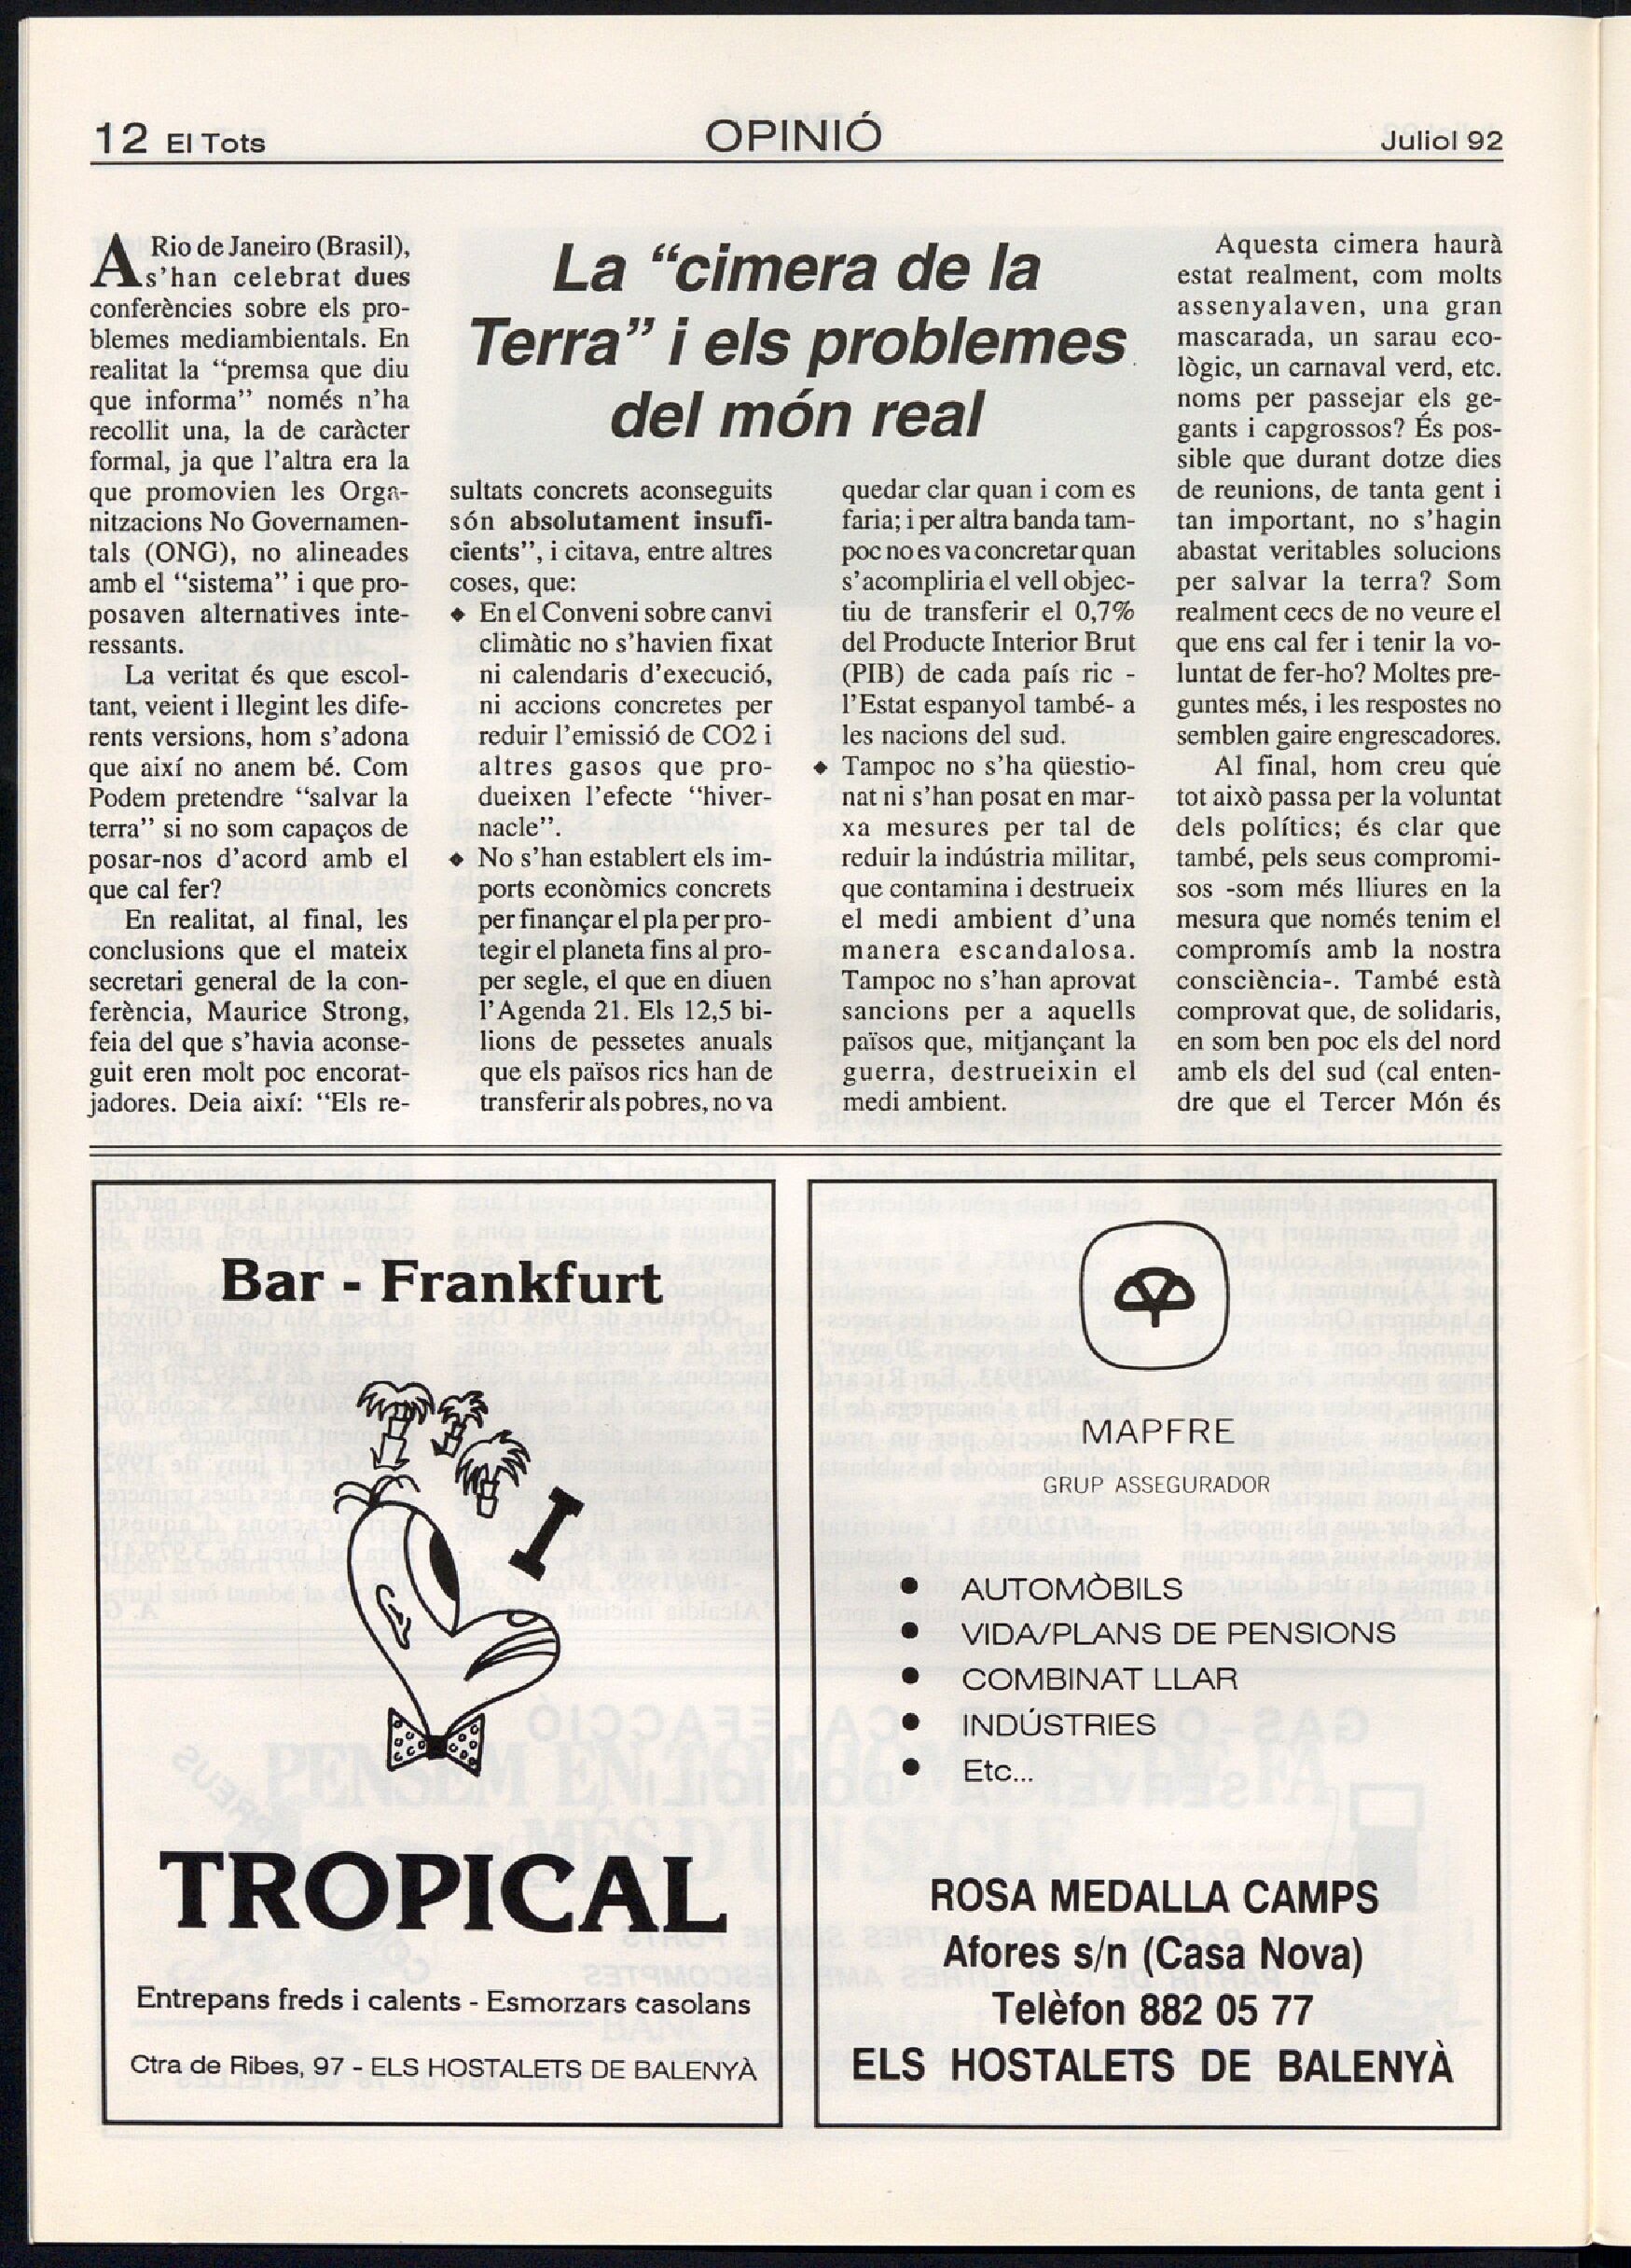 12 El Tots
OPINIÓ
Juliol 92
La “cimera de la
Terra” i els problemes
del món real
A Rio de Janeiro (Brasil),
s’han celebrat dues
conferències sobre els pro-
blemes mediambientals. En
realitat la “premsa que diu
que informa” només n’ha
recollit una, la de caràcter
formal, ja que l’altra era la
que promovien les Orga-
nitzacions No Governamen-
tals (ONG), no alineades
amb el “sistema” i que pro-
posaven alternatives inte-
ressants.
La veritat és que escol-
tant, veient i llegint les dife-
rents versions, hom s’adona
que així no anem bé. Com
Podem pretendre “salvar la
terra” si no som capaços de
posar-nos d’acord amb el
que cal fer?
En realitat, al final, les
conclusions que el mateix
secretari general de la con-
ferència, Maurice Strong,
feia del que s’havia aconse-
guit eren molt poc encorat-
jadores. Deia així: “Els re-
sultats concrets aconseguits
són absolutament insufi-
cients”, i citava, entre altres
coses, que:
◆ En el Conveni sobre canvi
climàtic no s’havien fixat
ni calendaris d’execució,
ni accions concretes per
reduir l’emissió de CO2 i
altres gasos que pro-
dueixen l’efecte “hiver-
nacle”.
◆ No s’han establert els im-
ports econòmics concrets
per finançar el pla per pro-
tegir el planeta fins al pro-
per segle, el que en diuen
l’Agenda 21. Els 12,5 bi-
lions de pessetes anuals
que els països rics han de
transferir als pobres, no va
quedar clar quan i com es
faria; i per altra banda tam-
poc no es va concretar quan
s’acompliria el vell objec-
tiu de transferir el 0,7%
del Producte Interior Brut
(PIB) de cada país ric -
l’Estat espanyol també- a
les nacions del sud.
◆ Tampoc no s’ha qüestio-
nat ni s’han posat en mar-
xa mesures per tal de
reduir la indústria militar,
que contamina i destrueix
el medi ambient d’una
manera escandalosa.
Tampoc no s’han aprovat
sancions per a aquells
països que, mitjançant la
guerra, destrueixin el
medi ambient.
Aquesta cimera haurà
estat realment, com molts
assenyalaven, una gran
mascarada, un sarau eco-
lògic, un carnaval verd, etc.
noms per passejar els ge-
gants i capgrossos? És pos-
sible que durant dotze dies
de reunions, de tanta gent i
tan important, no s’hagin
abastat veritables solucions
per salvar la terra? Som
realment cecs de no veure el
que ens cal fer i tenir la vo-
luntat de fer-ho? Moltes pre-
guntes més, i les respostes no
semblen gaire engrescadores.
Al final, hom creu que
tot això passa per la voluntat
dels polítics; és clar que
també, pels seus compromi-
sos -som més lliures en la
mesura que només tenim el
compromís amb la nostra
consciència-. També està
comprovat que, de solidaris,
en som ben poc els del nord
amb els del sud (cal enten-
dre que el Tercer Món és
Bar - Frankfurt
TROPICAL
Entrepans freds i calents - Esmorzars casolans
Ctra de Ribes, 97 - ELS HOSTALETS DE BALENYÀ
MAPFRE
GRUP ASSEGURADOR
• AUTOMÒBILS
• VIDA/PLANS DE PENSIONS
• COMBINAT LLAR
• INDÚSTRIES
• Etc...
ROSA MEDALLA CAMPS
Afores s/n (Casa Nova)
Telèfon 882 05 77
ELS HOSTALETS DE BALENYÀ